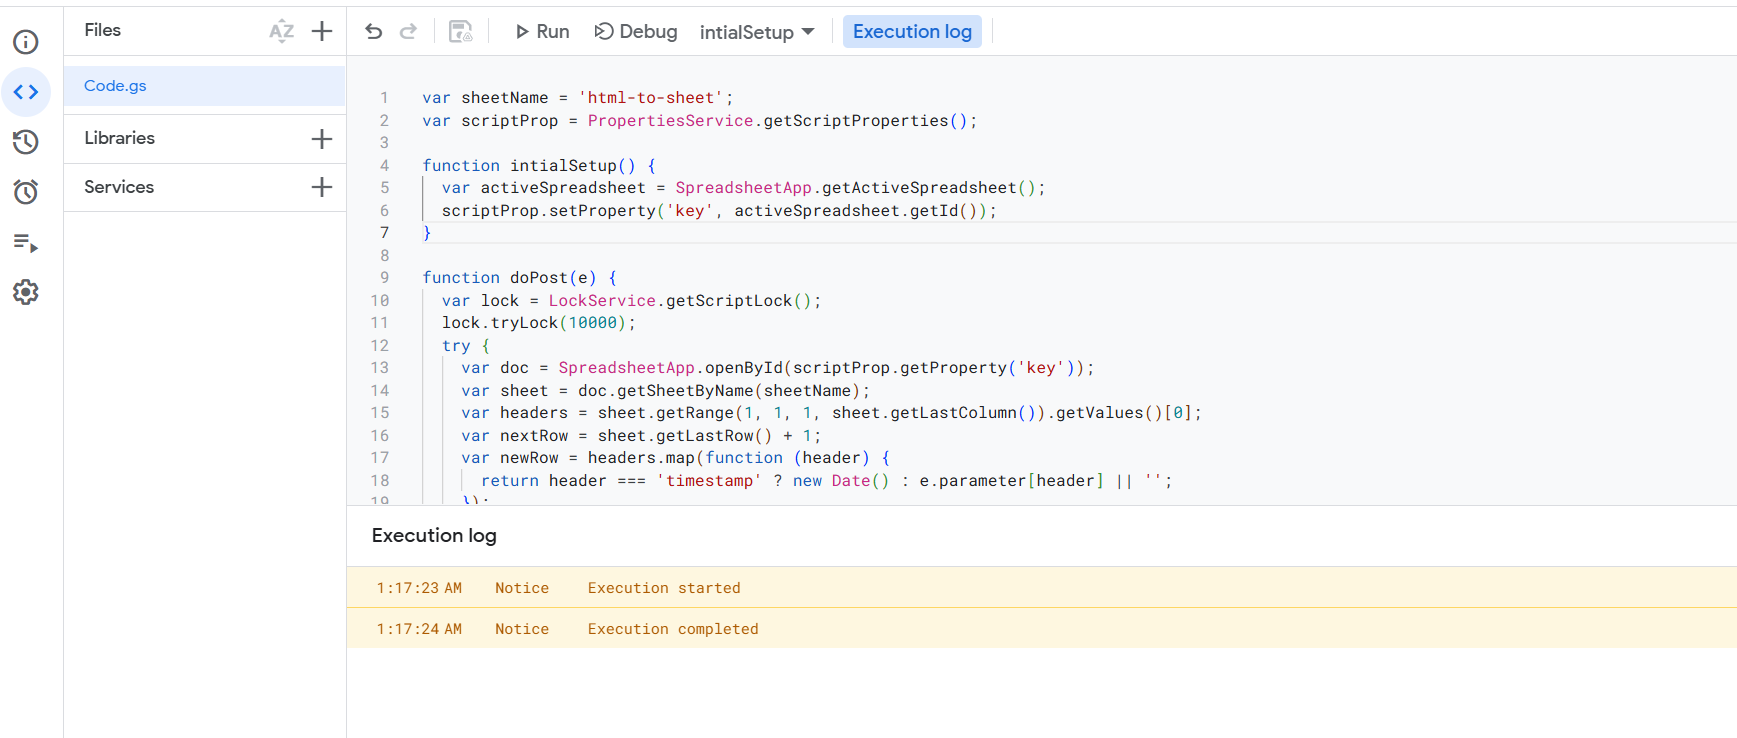 Files
AZ
Run
Debug
intialSetup
Execution log
Code.gs
Libraries
Services
1 var sheetName = 'html-to-sheet';
2 var scriptProp = PropertiesService.getScriptProperties();
3
4 function intialSetup() {
5 var activeSpreadsheet = SpreadsheetApp.getActiveSpreadsheet();
6 scriptProp.setProperty('key', activeSpreadsheet.getId());
7 }
8
9 function doPost(e) {
10 var lock = LockService.getScriptLock();
11 lock.tryLock(10000);
12 try {
13 var doc = SpreadsheetApp.openById(scriptProp.getProperty('key'));
14 var sheet = doc.getSheetByName(sheetName);
15 var headers = sheet.getRange(1, 1, 1, sheet.getLastColumn()).getValues()[0];
16 var nextRow = sheet.getLastRow() + 1;
17 var newRow = headers.map(function (header) {
18 return header === 'timestamp' ? new Date() : e.parameter[header] || '';
19 });
Execution log
1:17:23 AM Notice Execution started
1:17:24 AM Notice Execution completed